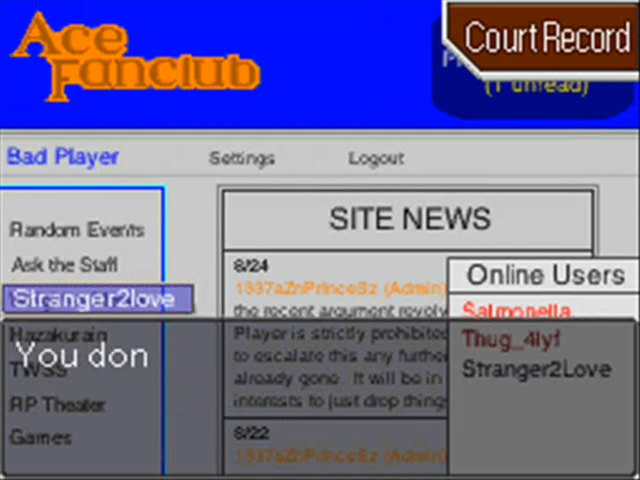 Ace
Fanclub
Court Record
(1 unread)
Bad Player
Settings
Logout
Random Events
Ask the Staff
Stranger2love
Hazakurain
TWSS
RP Theater
Games
SITE NEWS
8/24
1337aZnPrinceSz (Admin)
the recent argument revolv
Player is strictly prohibited
to escalate this any further
already gone. It will be in
interests to just drop things
8/22
1337aZnPrinceSz (Admin)
Online Users
Salmonella
Thug_4lyf
Stranger2Love
You don